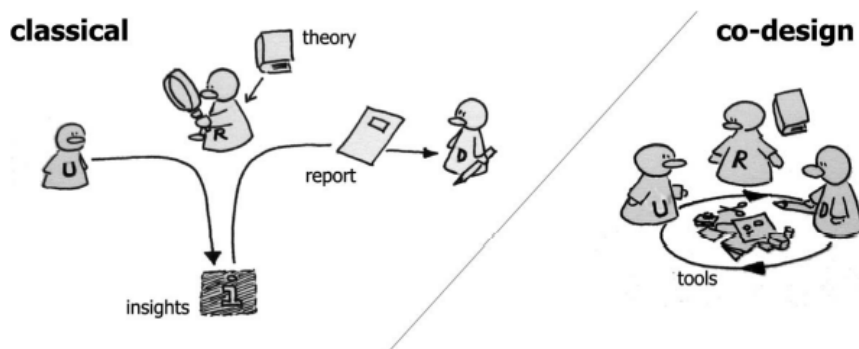 classical
theory
R
U
D
report
insights
i
co-design
R
U
D
tools